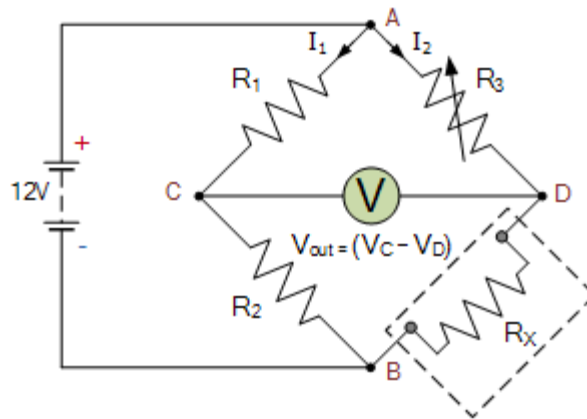 A
I₁
I₂
R₁
R₃
+
12V
C
V
D
-
Vout = (VC – VD)
R₂
RX
B